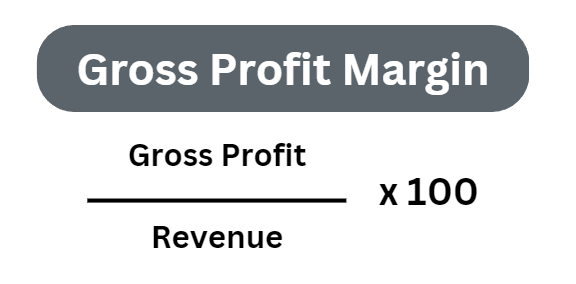 Gross Profit Margin
Gross Profit
x 100
Revenue